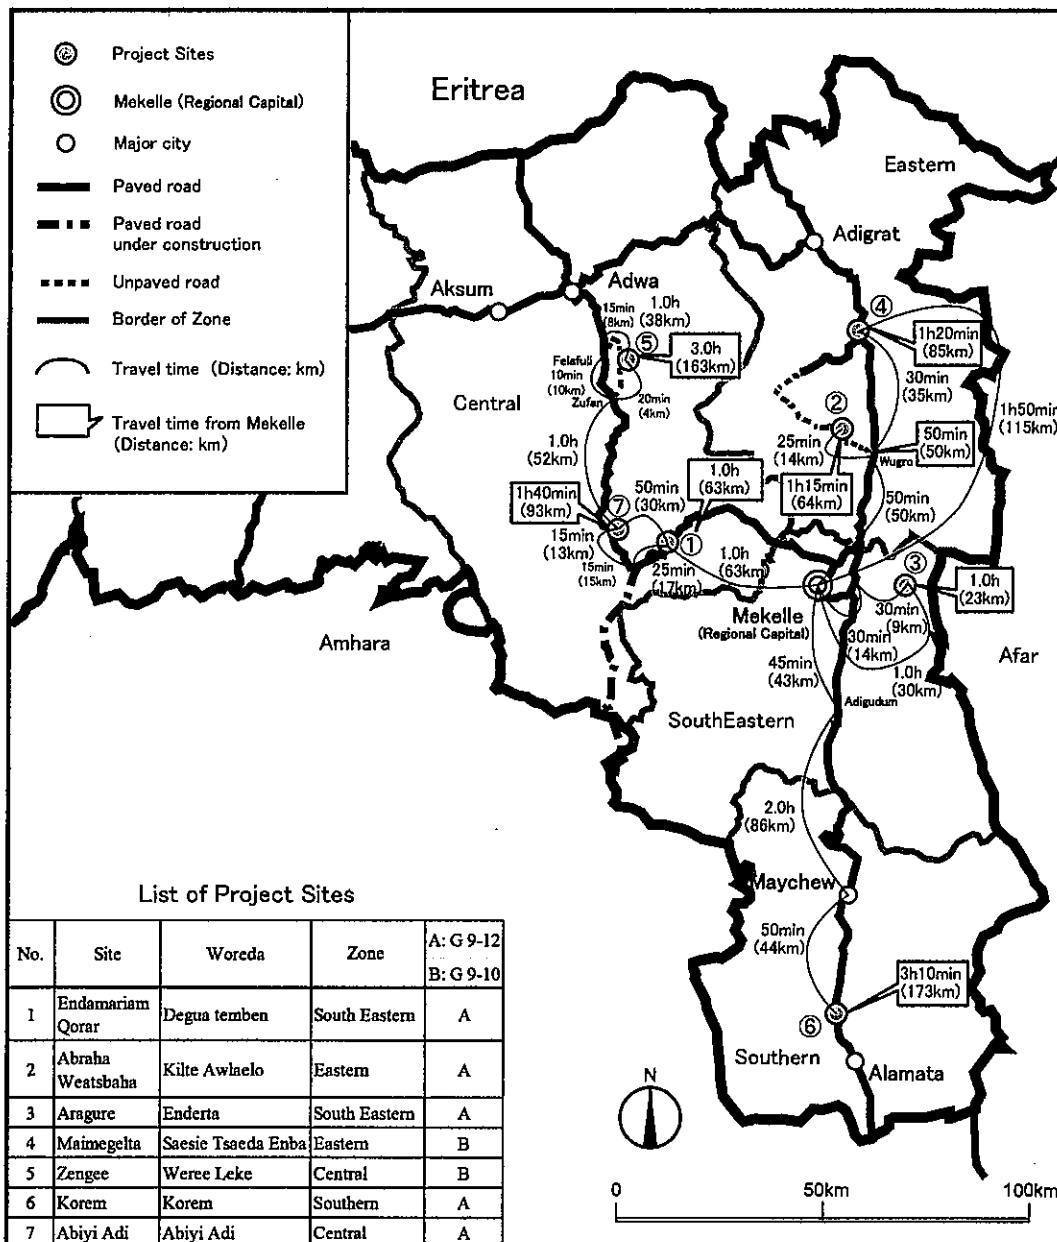 Project Sites
Mekelle (Regional Capital)
Major city
Paved road
Paved road
under construction
Unpaved road
Border of Zone
Travel time (Distance: km)
Travel time from Mekelle
(Distance: km)
Eritrea
Eastern
Adigrat
Adwa
Aksum
15min
(8km)
1.0h
(38km)
④
⑤
3.0h
(163km)
1h20min
(85km)
Felafuli
10min
(10km)
Zufan
20min
(4km)
30min
(35km)
Central
②
1h50min
(115km)
25min
(14km)
Wugro
50min
(50km)
1.0h
(52km)
1.0h
(63km)
1h15min
(64km)
50min
(30km)
1h40min
(93km)
⑦
50min
(50km)
15min
(13km)
①
1.0h
(63km)
③
15min
(15km)
25min
(17km)
1.0h
(23km)
Mekelle
(Regional Capital)
30min
(9km)
30min
(14km)
Amhara
Afar
45min
(43km)
1.0h
(30km)
Adigudum
SouthEastern
2.0h
(86km)
Maychew
50min
(44km)
3h10min
(173km)
⑥
Southern
Alamata
N
0 50km 100km
List of Project Sites
No. Site Woreda Zone A: G 9-12
B: G 9-10
1 Endamariam Qorar Degua temben South Eastern A
2 Abraha Weatsbaha Kilte Awlaelo Eastern A
3 Aragure Enderta South Eastern A
4 Maimegelta Saesie Tsaeda Enba Eastern B
5 Zengee Weree Leke Central B
6 Korem Korem Southern A
7 Abiyi Adi Abiyi Adi Central A